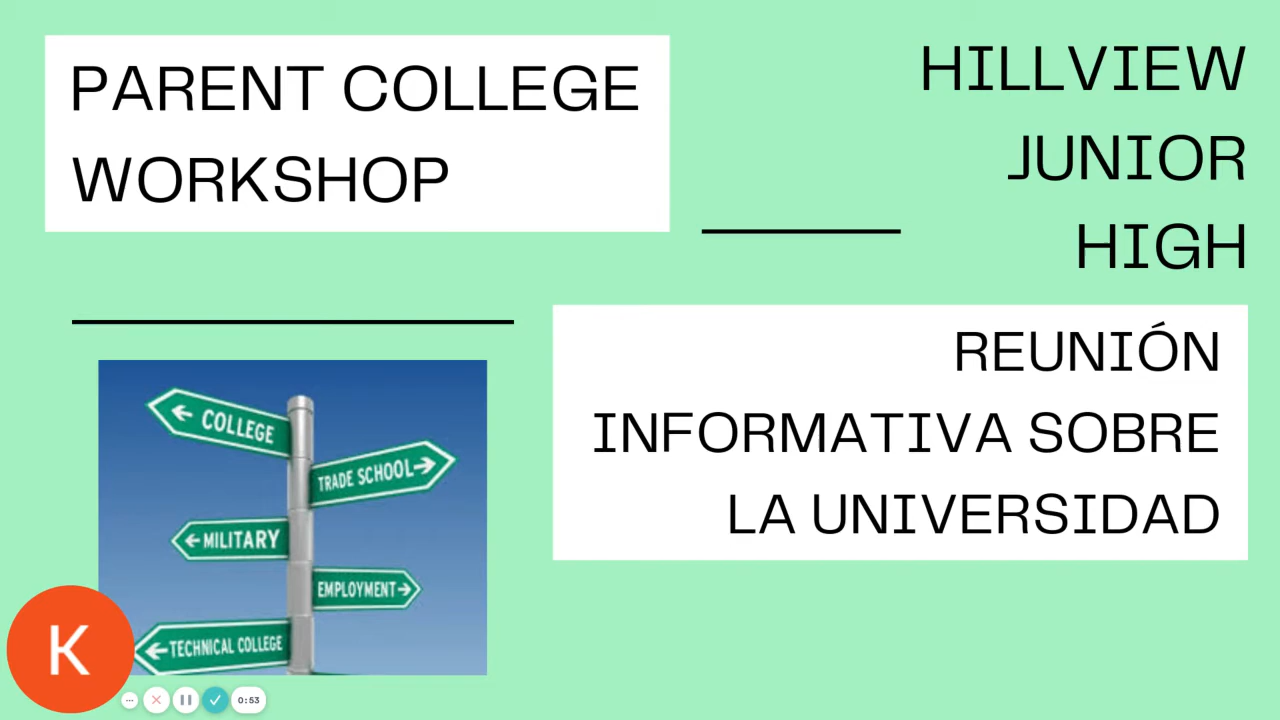 PARENT COLLEGE
WORKSHOP
HILLVIEW
JUNIOR
HIGH
REUNIÓN
INFORMATIVA SOBRE
LA UNIVERSIDAD
COLLEGE
TRADE SCHOOL
MILITARY
EMPLOYMENT
TECHNICAL COLLEGE
K
0:53